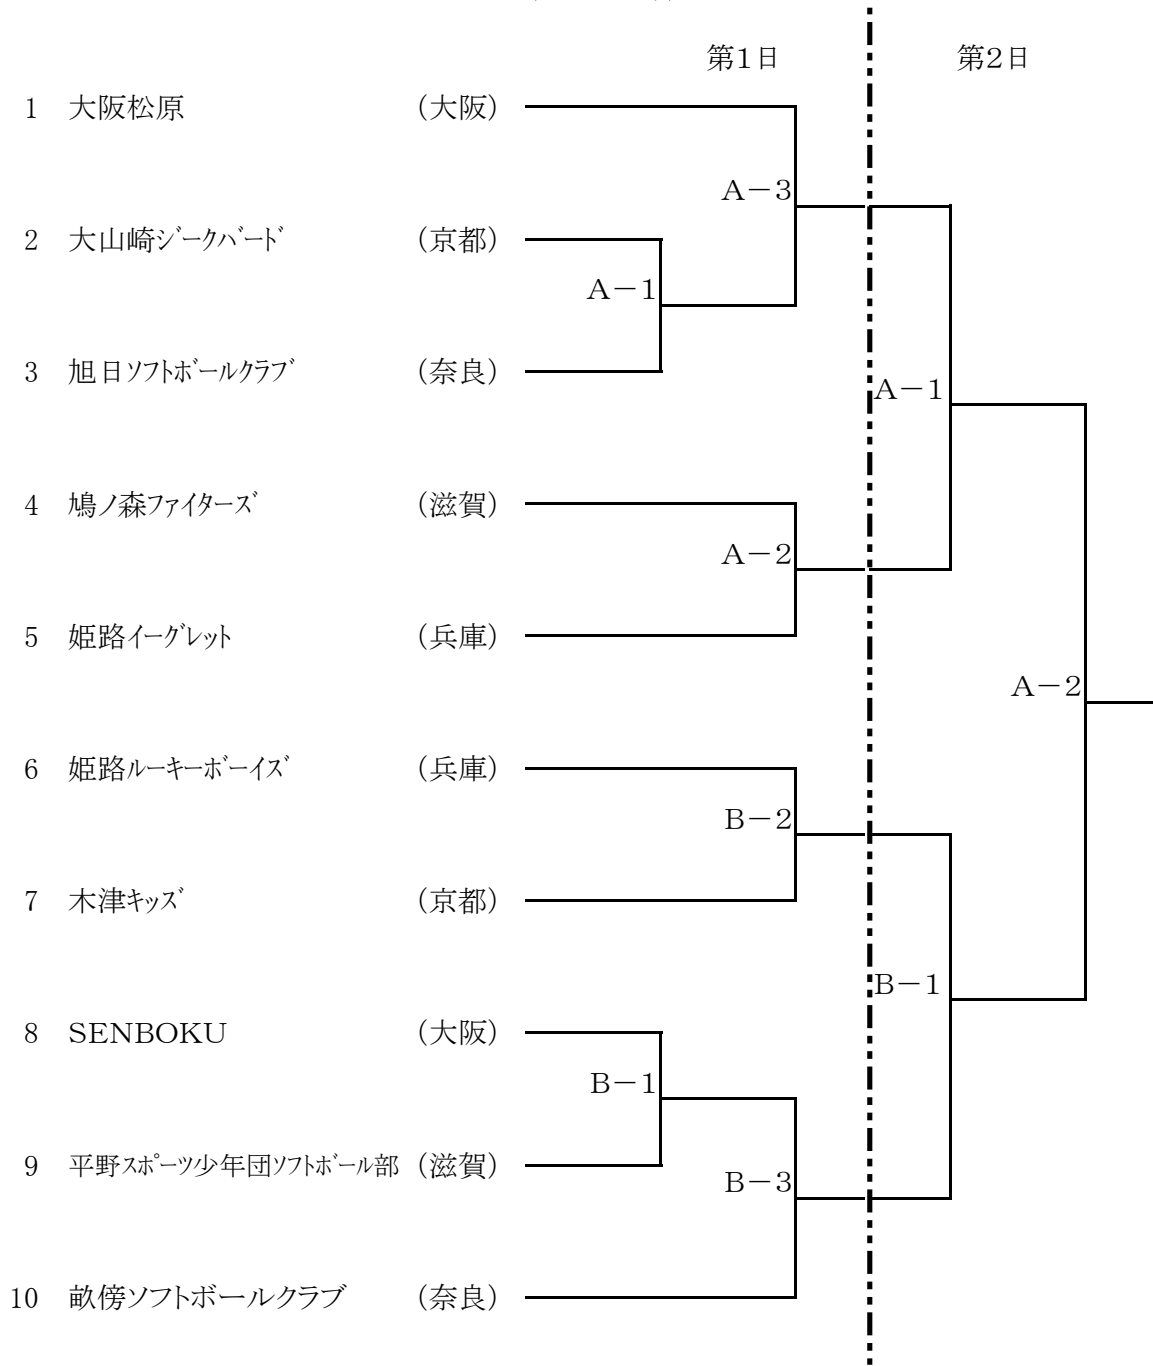 第1日 第2日
1 大阪松原 (大阪)
A-3
2 大山崎ジークバード (京都)
A-1
3 旭日ソフトボールクラブ (奈良)
A-1
4 鳩ノ森ファイターズ (滋賀)
A-2
5 姫路イーグレット (兵庫)
A-2
6 姫路ルーキーボーイズ (兵庫)
B-2
7 木津キッズ (京都)
B-1
8 SENBOKU (大阪)
B-1
9 平野スポーツ少年団ソフトボール部 (滋賀)
B-3
10 畝傍ソフトボールクラブ (奈良)